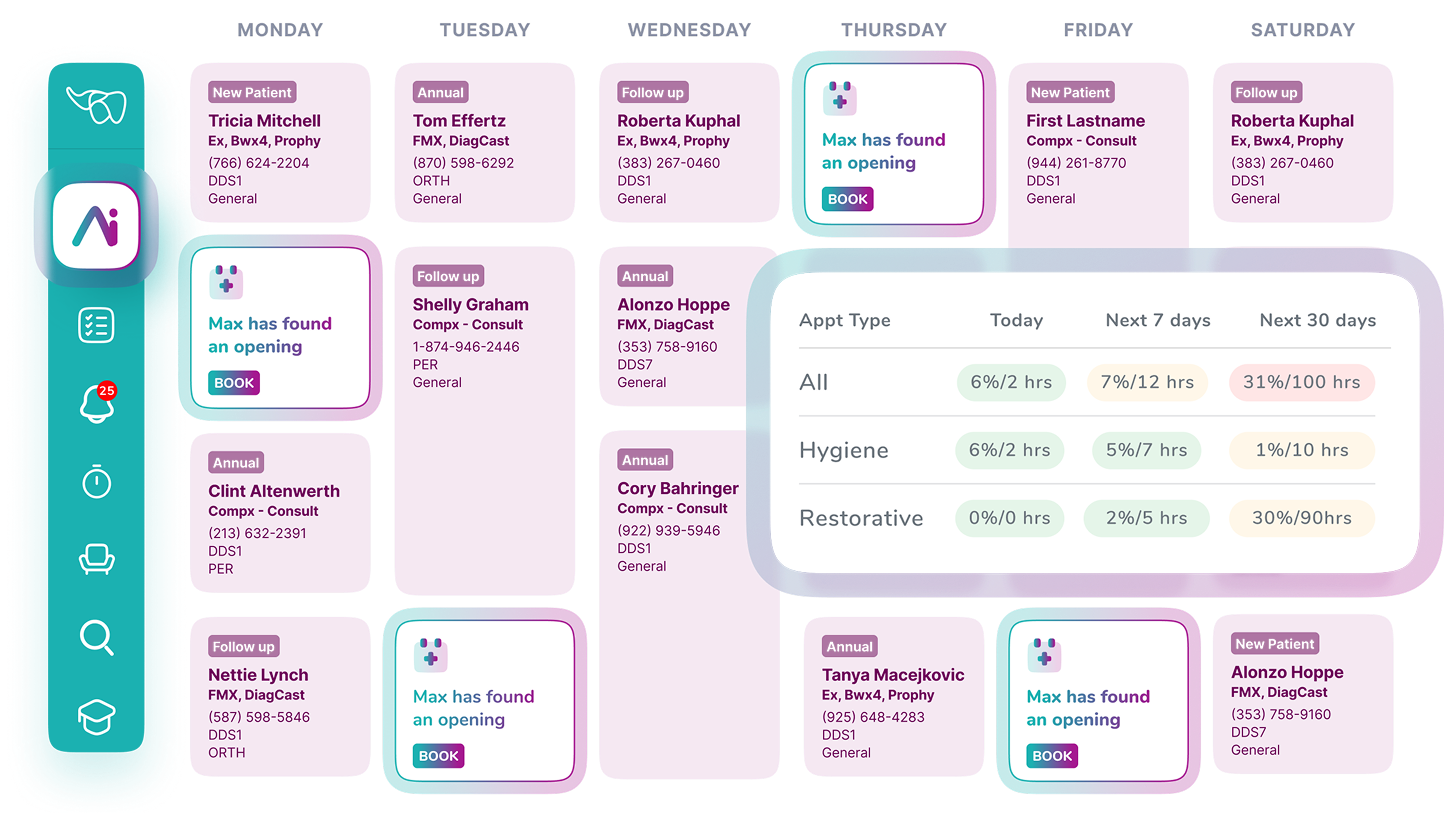 MONDAY
TUESDAY
WEDNESDAY
THURSDAY
FRIDAY
SATURDAY
Ai
25
New Patient
Tricia Mitchell
Ex, Bwx4, Prophy
(766) 624-2204
DDS1
General
Max has found
an opening
BOOK
Annual
Clint Altenwerth
Compx - Consult
(213) 632-2391
DDS1
PER
Follow up
Nettie Lynch
FMX, DiagCast
(587) 598-5846
DDS1
ORTH
Annual
Tom Effertz
FMX, DiagCast
(870) 598-6292
ORTH
General
Follow up
Shelly Graham
Compx - Consult
1-874-946-2446
PER
General
Max has found
an opening
BOOK
Follow up
Roberta Kuphal
Ex, Bwx4, Prophy
(383) 267-0460
DDS1
General
Annual
Alonzo Hoppe
FMX, DiagCast
(353) 758-9160
DDS7
General
Annual
Cory Bahringer
Compx - Consult
(922) 939-5946
DDS1
General
Max has found
an opening
BOOK
Annual
Tanya Macejkovic
Ex, Bwx4, Prophy
(925) 648-4283
DDS1
General
New Patient
First Lastname
Compx - Consult
(944) 261-8770
DDS1
General
Max has found
an opening
BOOK
Follow up
Roberta Kuphal
Ex, Bwx4, Prophy
(383) 267-0460
DDS1
General
New Patient
Alonzo Hoppe
FMX, DiagCast
(353) 758-9160
DDS7
General
Appt Type Today Next 7 days Next 30 days
All 6%/2 hrs 7%/12 hrs 31%/100 hrs
Hygiene 6%/2 hrs 5%/7 hrs 1%/10 hrs
Restorative 0%/0 hrs 2%/5 hrs 30%/90hrs